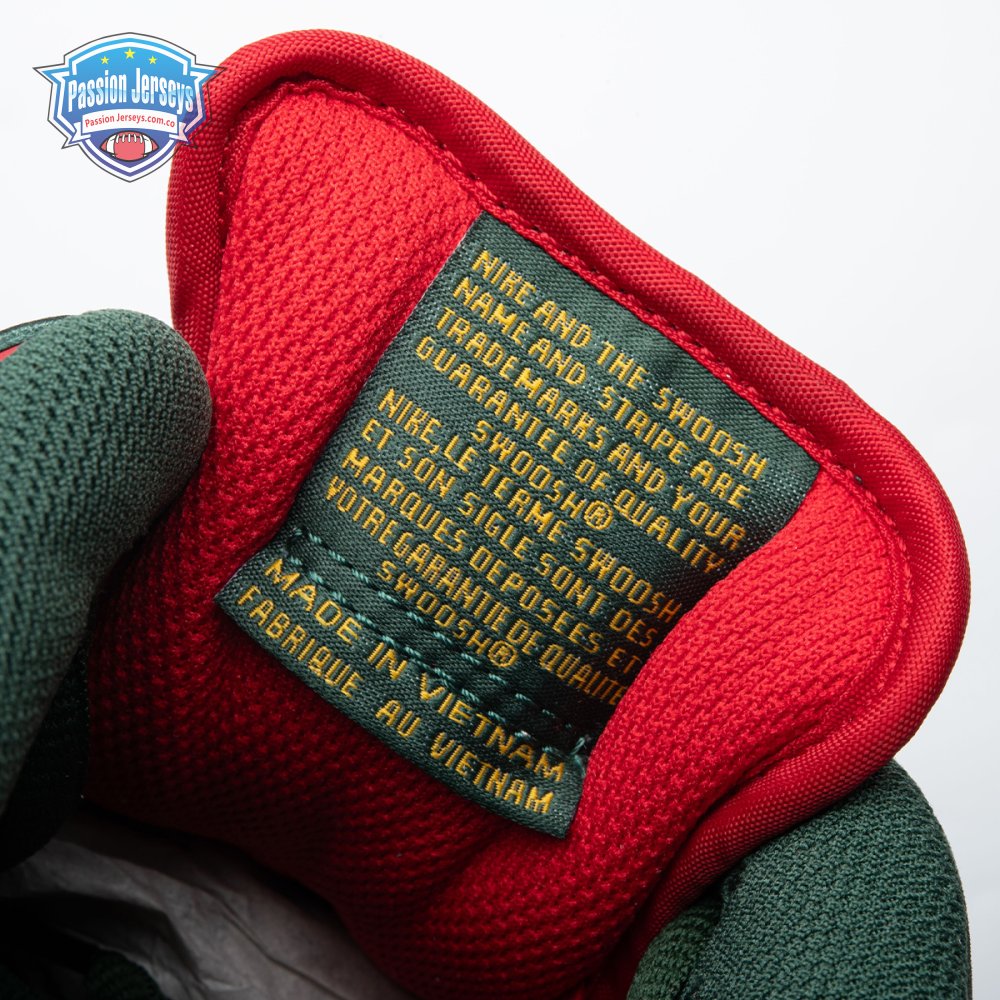 Passion Jerseys
Passion Jerseys.com.co
NIKE AND THE SWOOSH
NAME AND STRIPE ARE
TRADEMARKS AND YOUR
GUARANTEE OF QUALITY
SWOOSH®
NIKE, LE TERME SWOOSH
ET SON SIGLE SONT DES
MARQUES DEPOSEES ET
VOTRE GARANTIE DE QUALITE
SWOOSH®
MADE IN VIETNAM
FABRIQUE AU VIETNAM